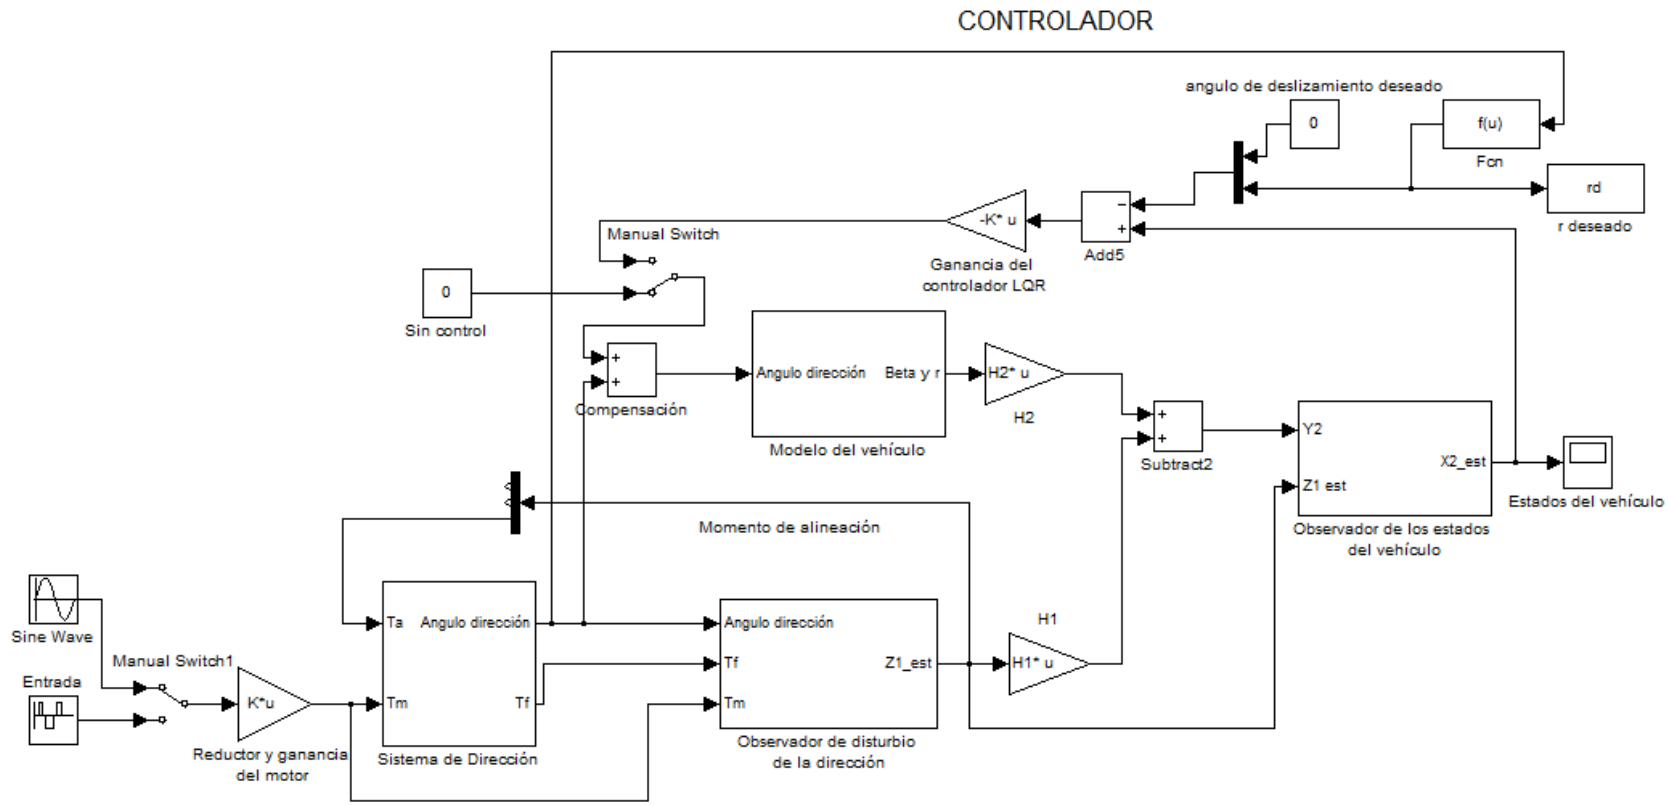 CONTROLADOR
angulo de deslizamiento deseado
0
f(u)
Fcn
rd
r deseado
-K* u
−
+
Add5
Ganancia del
controlador LQR
Manual Switch
0
Sin control
+
+
Compensación
Angulo dirección
Beta y r
Modelo del vehículo
H2* u
H2
+
+
Subtract2
Y2
X2_est
Z1 est
Observador de los estados
del vehículo
Estados del vehículo
Momento de alineación
Sine Wave
Manual Switch1
Entrada
K*u
Reductor y ganancia
del motor
Ta
Angulo dirección
Tm
Tf
Sistema de Dirección
Angulo dirección
Tf
Z1_est
Tm
Observador de disturbio
de la dirección
H1
H1* u